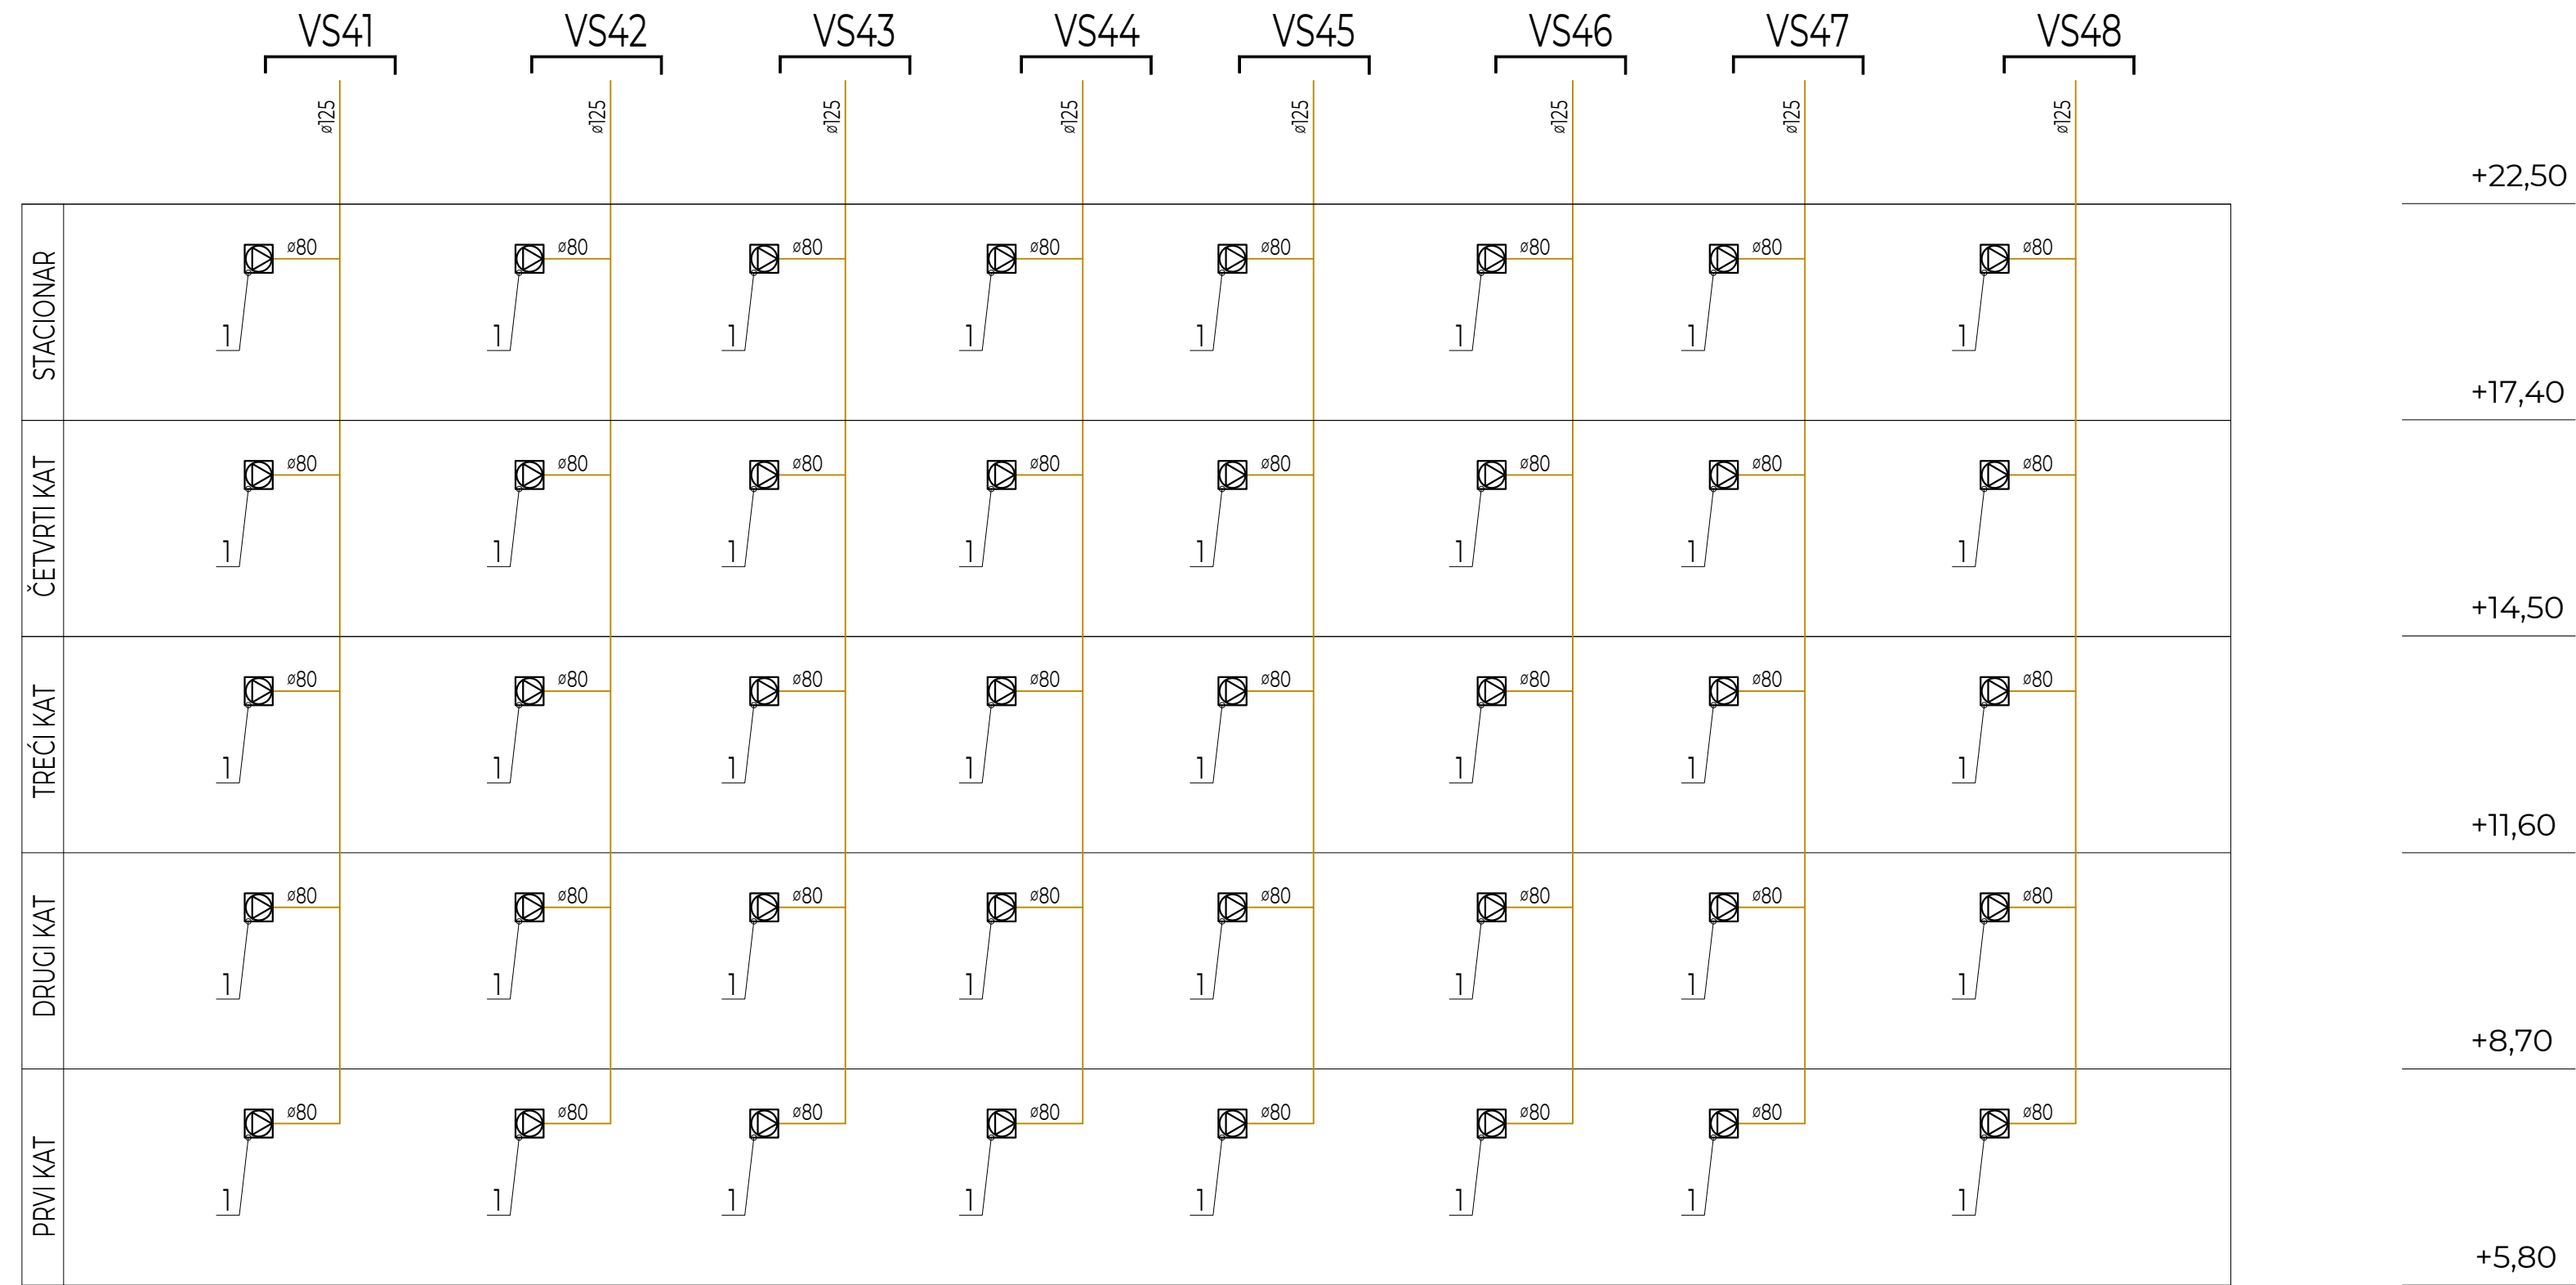 VS41 VS42 VS43 VS44 VS45 VS46 VS47 VS48
ø125 ø125 ø125 ø125 ø125 ø125 ø125 ø125
+22,50
STACIONAR
ø80 ø80 ø80 ø80 ø80 ø80 ø80 ø80
1 1 1 1 1 1 1 1
+17,40
ČETVRTI KAT
ø80 ø80 ø80 ø80 ø80 ø80 ø80 ø80
1 1 1 1 1 1 1 1
+14,50
TREĆI KAT
ø80 ø80 ø80 ø80 ø80 ø80 ø80 ø80
1 1 1 1 1 1 1 1
+11,60
DRUGI KAT
ø80 ø80 ø80 ø80 ø80 ø80 ø80 ø80
1 1 1 1 1 1 1 1
+8,70
PRVI KAT
ø80 ø80 ø80 ø80 ø80 ø80 ø80 ø80
1 1 1 1 1 1 1 1
+5,80